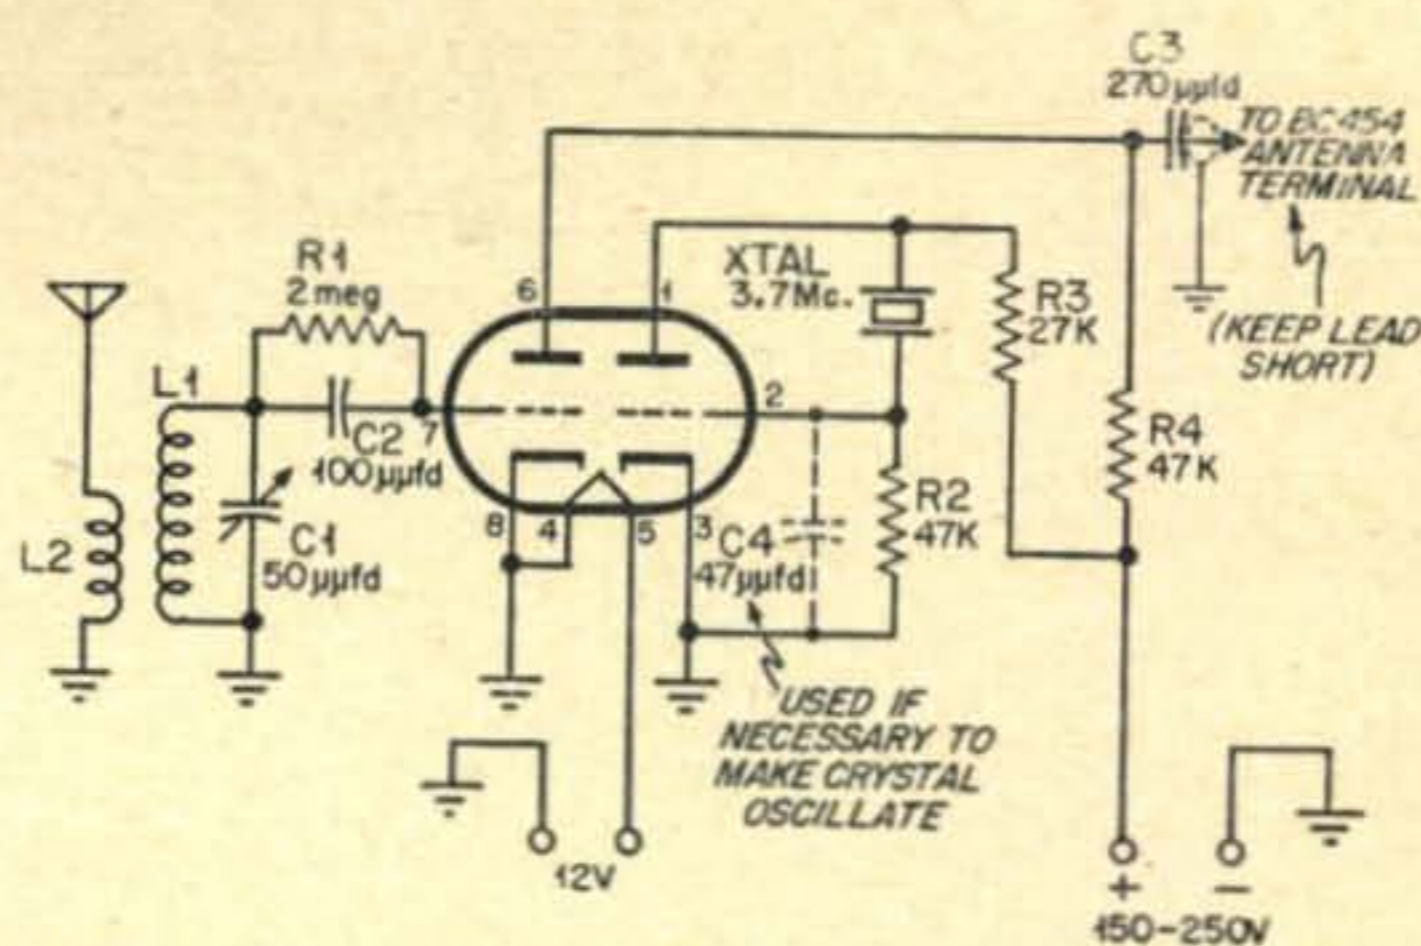 C3
270 µµfd
TO BC454
ANTENNA
TERMINAL
(KEEP LEAD
SHORT)
R1
2 meg
6
1
XTAL
3.7Mc.
R3
27K
L1
7
2
C2
100µµfd
R4
47K
R2
47K
8
4
5
3
C4
47µµfd
L2
C1
50µµfd
USED IF
NECESSARY TO
MAKE CRYSTAL
OSCILLATE
12V
+
−
150-250V